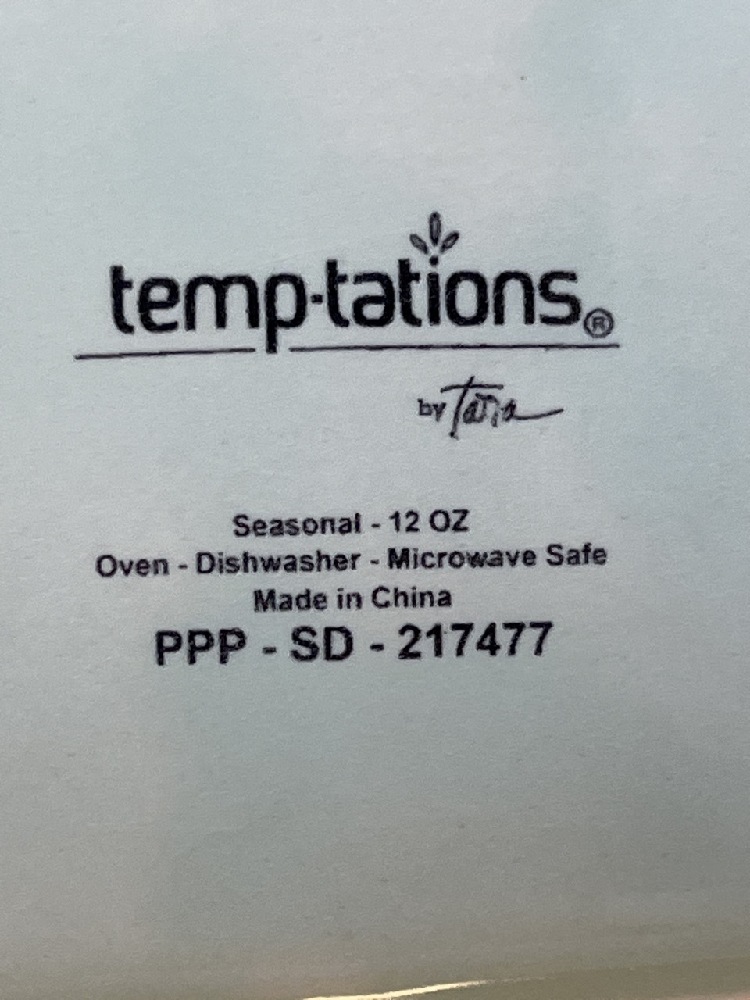 temp-tations®
by Tara
Seasonal - 12 OZ
Oven - Dishwasher - Microwave Safe
Made in China
PPP - SD - 217477